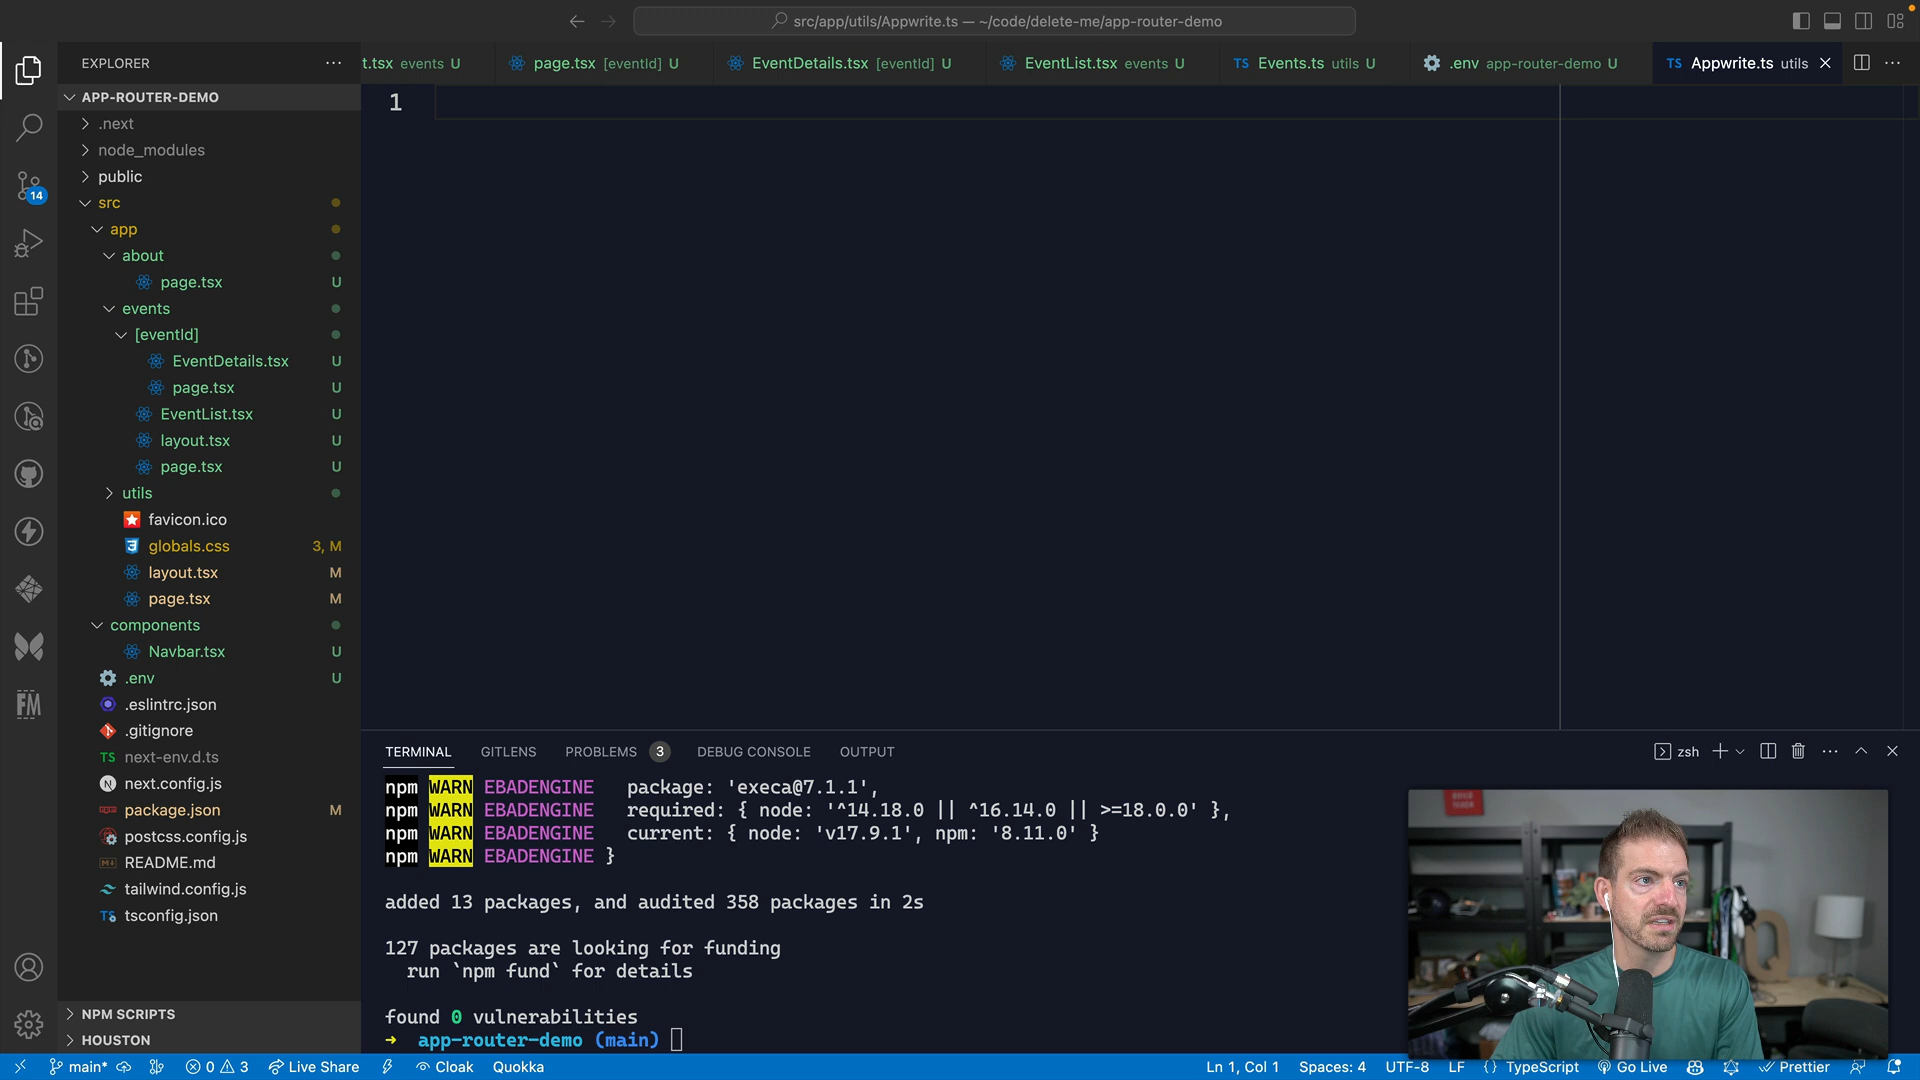 src/app/utils/Appwrite.ts — ~/code/delete-me/app-router-demo
EXPLORER
t.tsx events U
page.tsx [eventId] U
EventDetails.tsx [eventId] U
EventList.tsx events U
TS Events.ts utils U
.env app-router-demo U
TS Appwrite.ts utils
APP-ROUTER-DEMO
1
.next
node_modules
public
14
src
app
about
page.tsx U
events
[eventId]
EventDetails.tsx U
page.tsx U
EventList.tsx U
layout.tsx U
page.tsx U
utils
favicon.ico
globals.css 3, M
layout.tsx M
page.tsx M
components
Navbar.tsx U
.env U
FM
.eslintrc.json
.gitignore
TS next-env.d.ts
N next.config.js
package.json M
postcss.config.js
README.md
tailwind.config.js
TS tsconfig.json
NPM SCRIPTS
HOUSTON
TERMINAL GITLENS PROBLEMS 3 DEBUG CONSOLE OUTPUT
zsh
npm WARN EBADENGINE package: 'execa@7.1.1',
npm WARN EBADENGINE required: { node: '^14.18.0 || ^16.14.0 || >=18.0.0' },
npm WARN EBADENGINE current: { node: 'v17.9.1', npm: '8.11.0' }
npm WARN EBADENGINE }
added 13 packages, and audited 358 packages in 2s
127 packages are looking for funding
run `npm fund` for details
found 0 vulnerabilities
→ app-router-demo (main)
main* 0 3 Live Share Cloak Quokka
Ln 1, Col 1 Spaces: 4 UTF-8 LF {} TypeScript Go Live Prettier